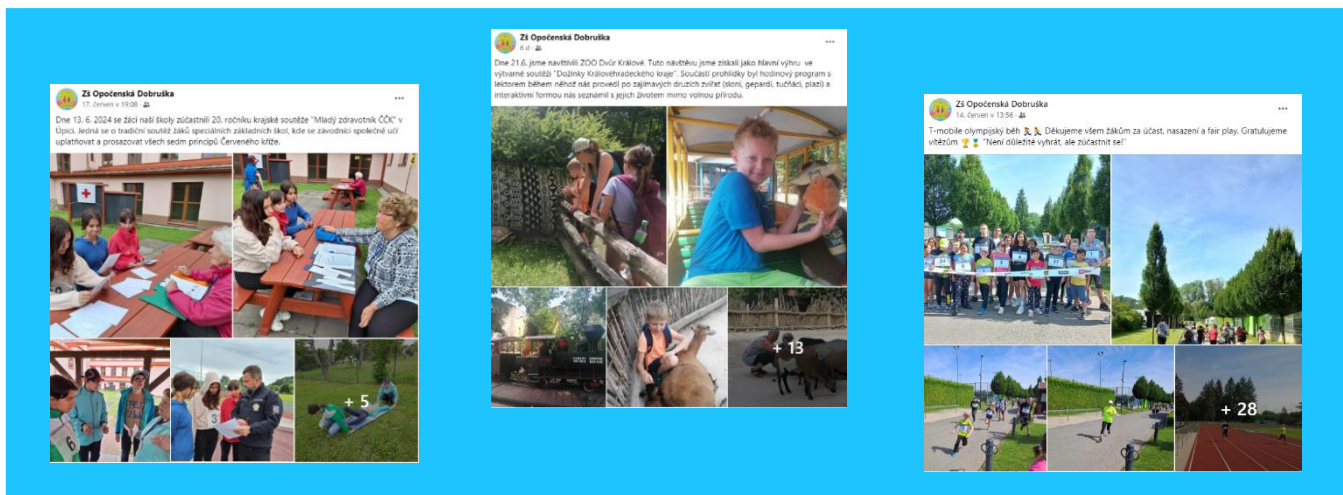 Zš Opočenská Dobruška
17. červen v 19:08 ·
Dne 13. 6. 2024 se žáci naší školy zúčastnili 20. ročníku krajské soutěže "Mladý zdravotník ČČK" v
Úpici. Jedná se o tradiční soutěž žáků speciálních základních škol, kde se závodníci společně učí
uplatňovat a prosazovat všech sedm principů Červeného kříže.
6
3
+ 5
Zš Opočenská Dobruška
6 d ·
Dne 21.6. jsme navštívili ZOO Dvůr Králové. Tuto návštěvu jsme získali jako hlavní výhru ve
výtvarné soutěži "Dožínky Královéhradeckého kraje". Součástí prohlídky byl hodinový program s
lektorem během něhož nás provedl po zajímavých druzích zvířat (sloni, gepardi, tučňáci, plazi) a
interaktivní formou nás seznámil s jejich životem mimo volnou přírodu.
+ 13
Zš Opočenská Dobruška
14. červen v 13:56 ·
T-mobile olympijský běh 🏃🏃 Děkujeme všem žákům za účast, nasazení a fair play. Gratulujeme
vítězům 🏆🏅 "Není důležité vyhrát, ale zúčastnit se!"
+ 28